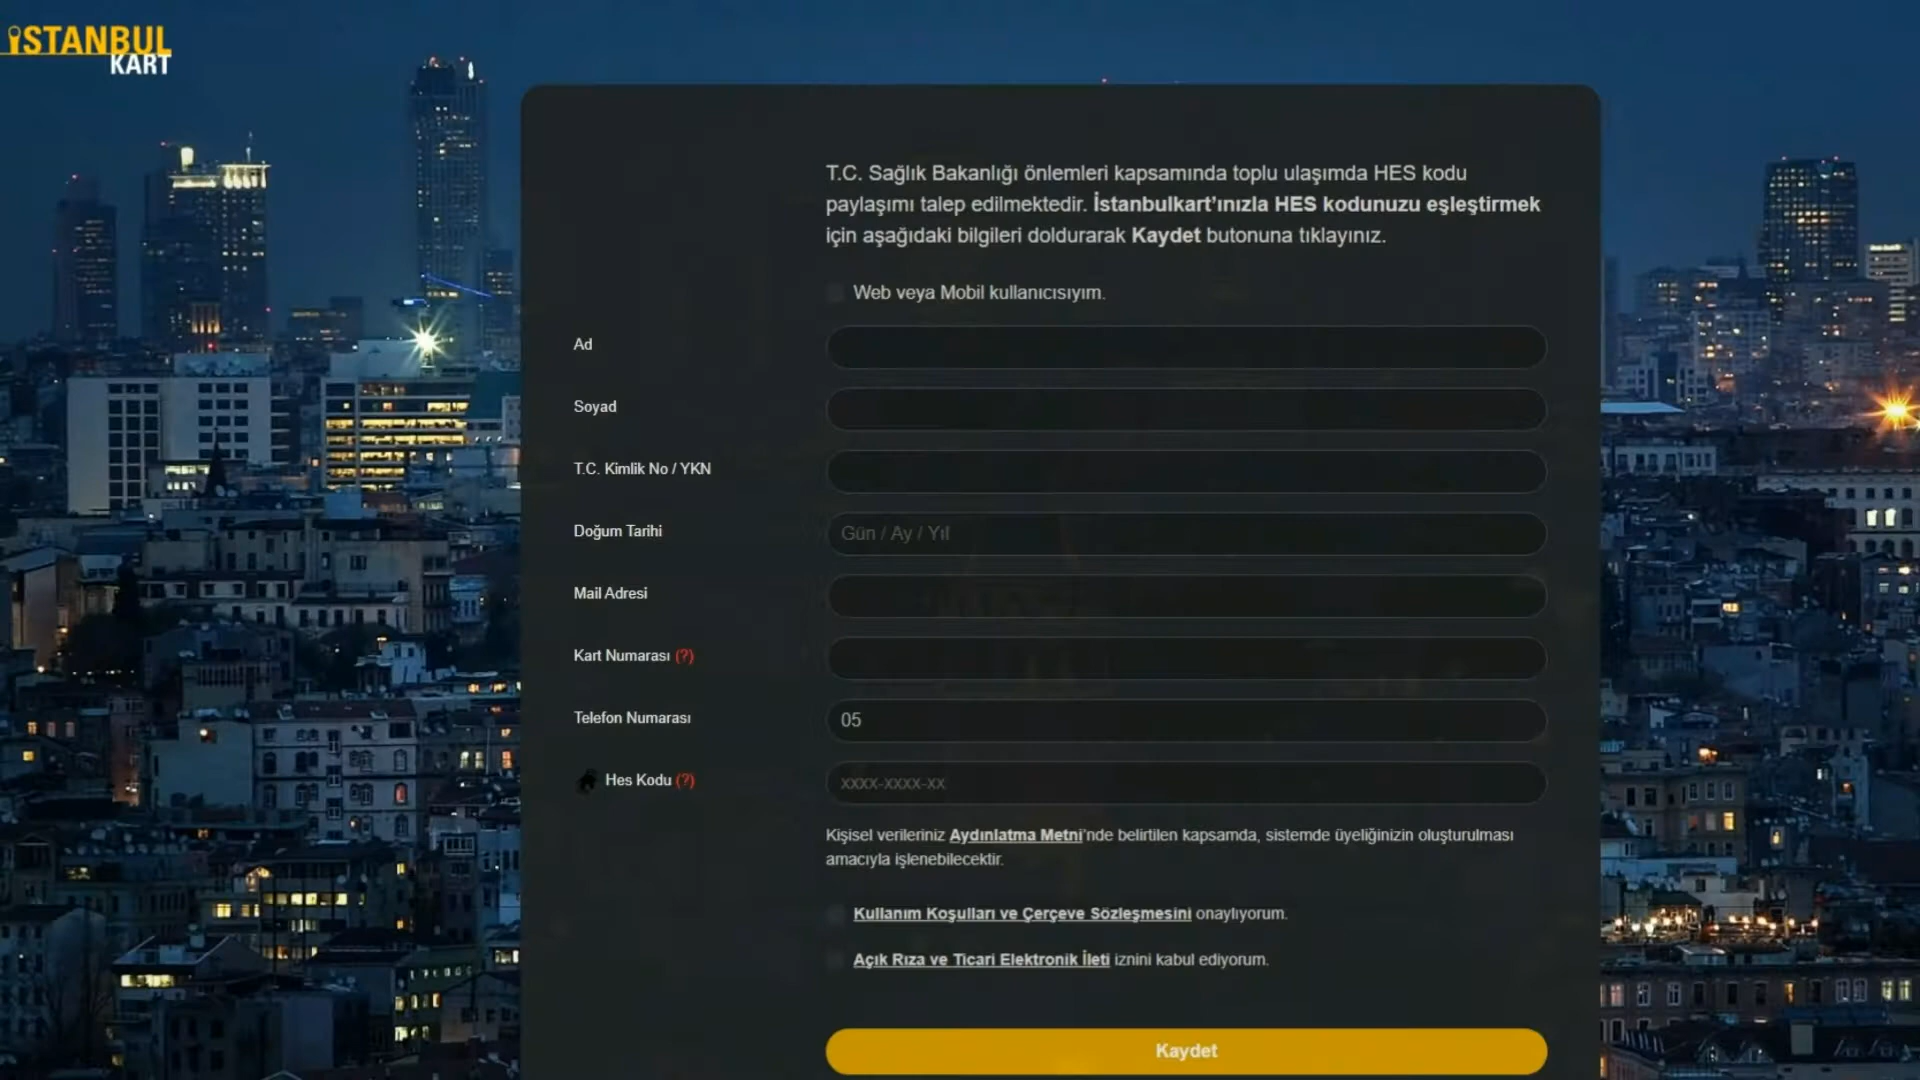 İSTANBUL
KART
T.C. Sağlık Bakanlığı önlemleri kapsamında toplu ulaşımda HES kodu
paylaşımı talep edilmektedir. İstanbulkart’ınızla HES kodunuzu eşleştirmek
için aşağıdaki bilgileri doldurarak Kaydet butonuna tıklayınız.
Web veya Mobil kullanıcısıyım.
Ad
Soyad
T.C. Kimlik No / YKN
Doğum Tarihi
Gün / Ay / Yıl
Mail Adresi
Kart Numarası (?)
Telefon Numarası
05
Hes Kodu (?)
xxxx-xxxx-xx
Kişisel verileriniz Aydınlatma Metni’nde belirtilen kapsamda, sistemde üyeliğinizin oluşturulması
amacıyla işlenebilecektir.
Kullanım Koşulları ve Çerçeve Sözleşmesini onaylıyorum.
Açık Rıza ve Ticari Elektronik İleti iznini kabul ediyorum.
Kaydet